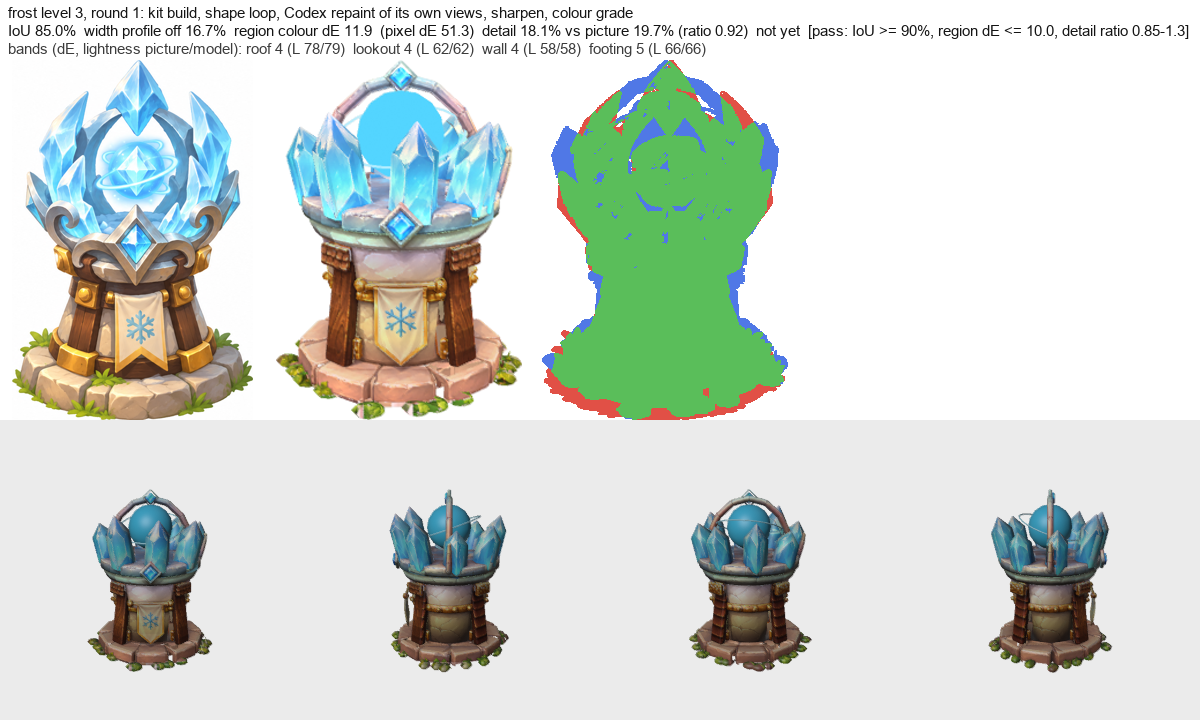 frost level 3, round 1: kit build, shape loop, Codex repaint of its own views, sharpen, colour grade
IoU 85.0%  width profile off 16.7%  region colour dE 11.9  (pixel dE 51.3)  detail 18.1% vs picture 19.7% (ratio 0.92)  not yet  [pass: IoU >= 90%, region dE <= 10.0, detail ratio 0.85-1.3]
bands (dE, lightness picture/model): roof 4 (L 78/79)  lookout 4 (L 62/62)  wall 4 (L 58/58)  footing 5 (L 66/66)